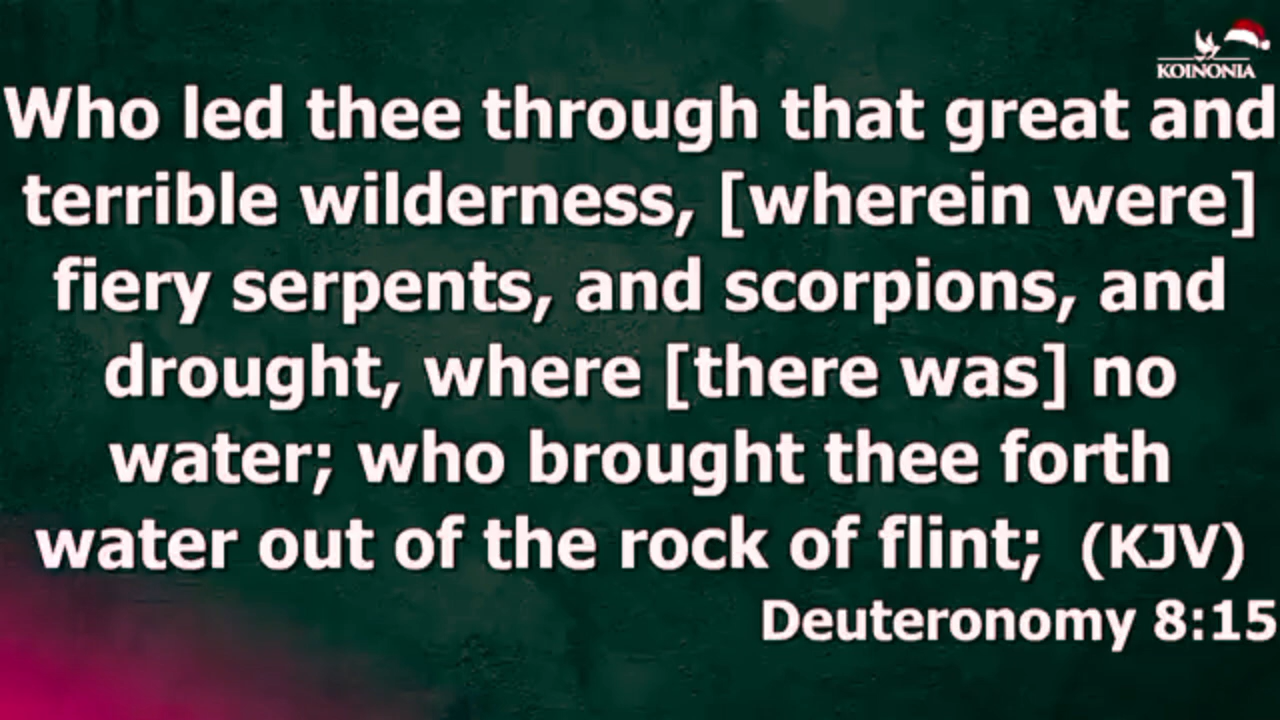 KOINONIA
Who led thee through that great and
terrible wilderness, [wherein were]
fiery serpents, and scorpions, and
drought, where [there was] no
water; who brought thee forth
water out of the rock of flint; (KJV)
Deuteronomy 8:15